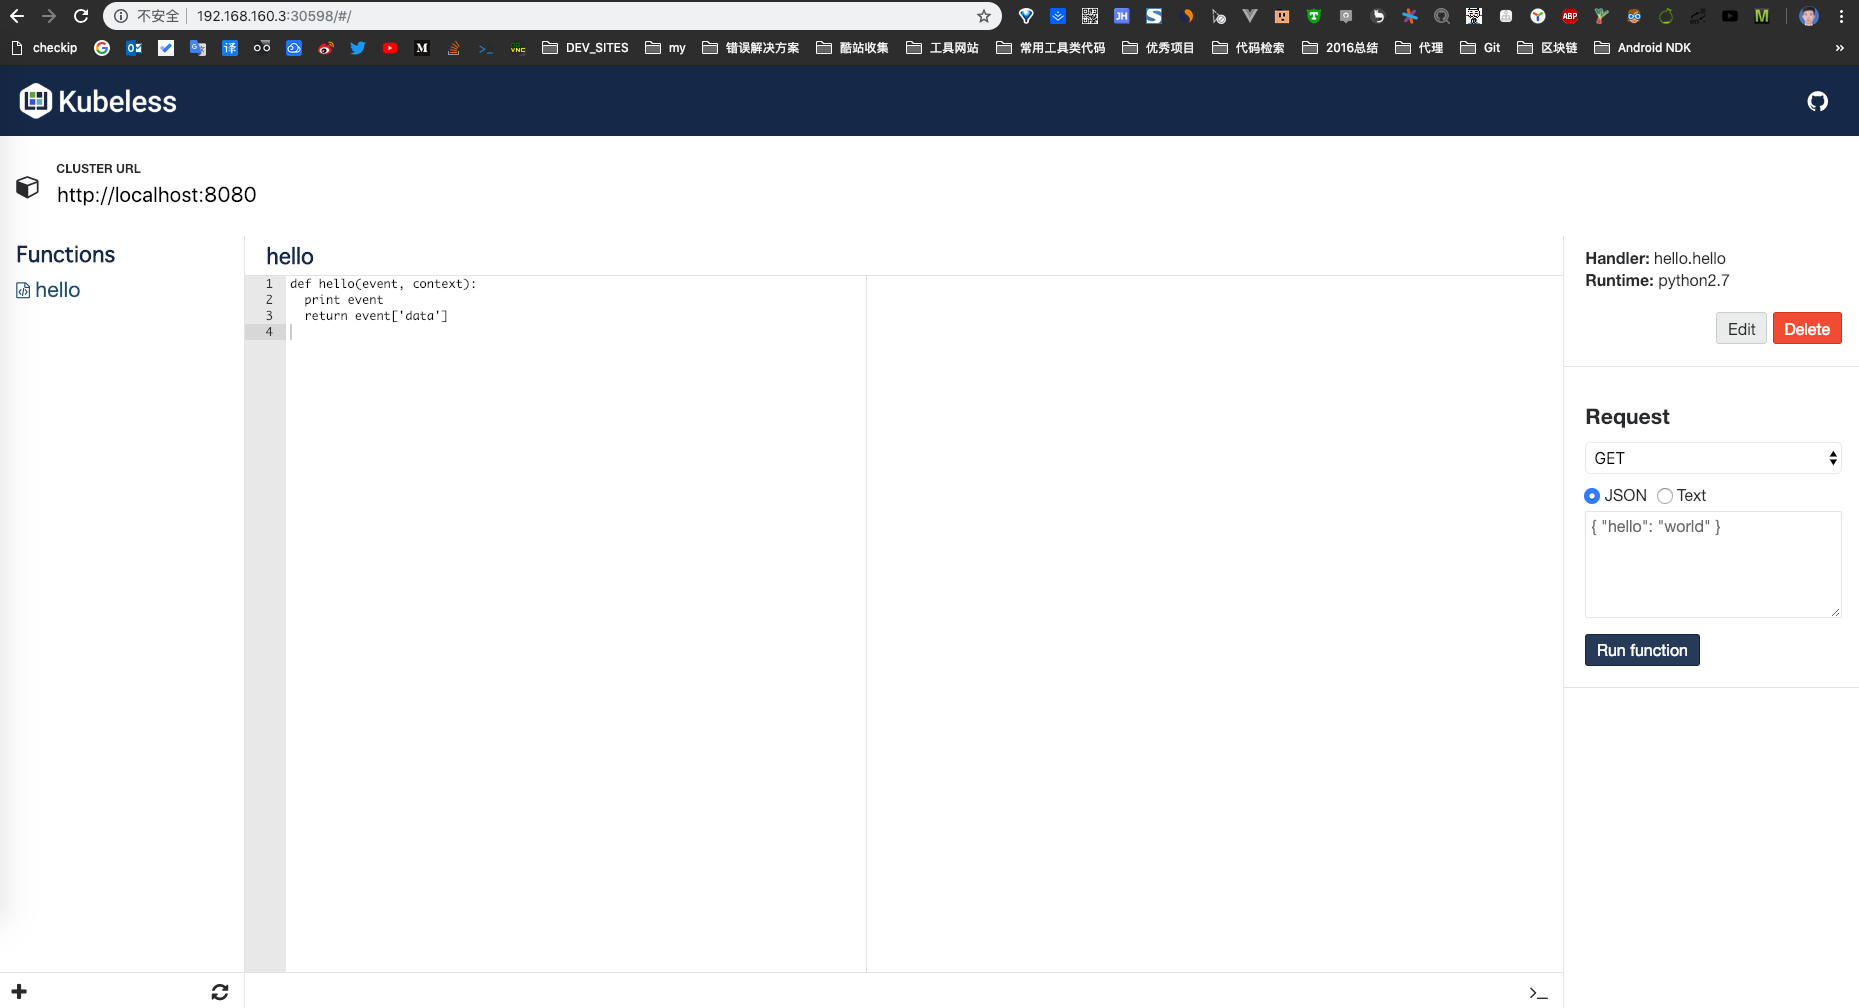 不安全 192.168.160.3:30598/#/
checkip DEV_SITES my 错误解决方案 酷站收集 工具网站 常用工具类代码 优秀项目 代码检索 2016总结 代理 Git 区块链 Android NDK »
Kubeless
CLUSTER URL
http://localhost:8080
Functions
hello
hello
1 def hello(event, context):
2 print event
3 return event['data']
4
Handler: hello.hello
Runtime: python2.7
Edit Delete
Request
GET
JSON Text
{ "hello": "world" }
Run function
>_